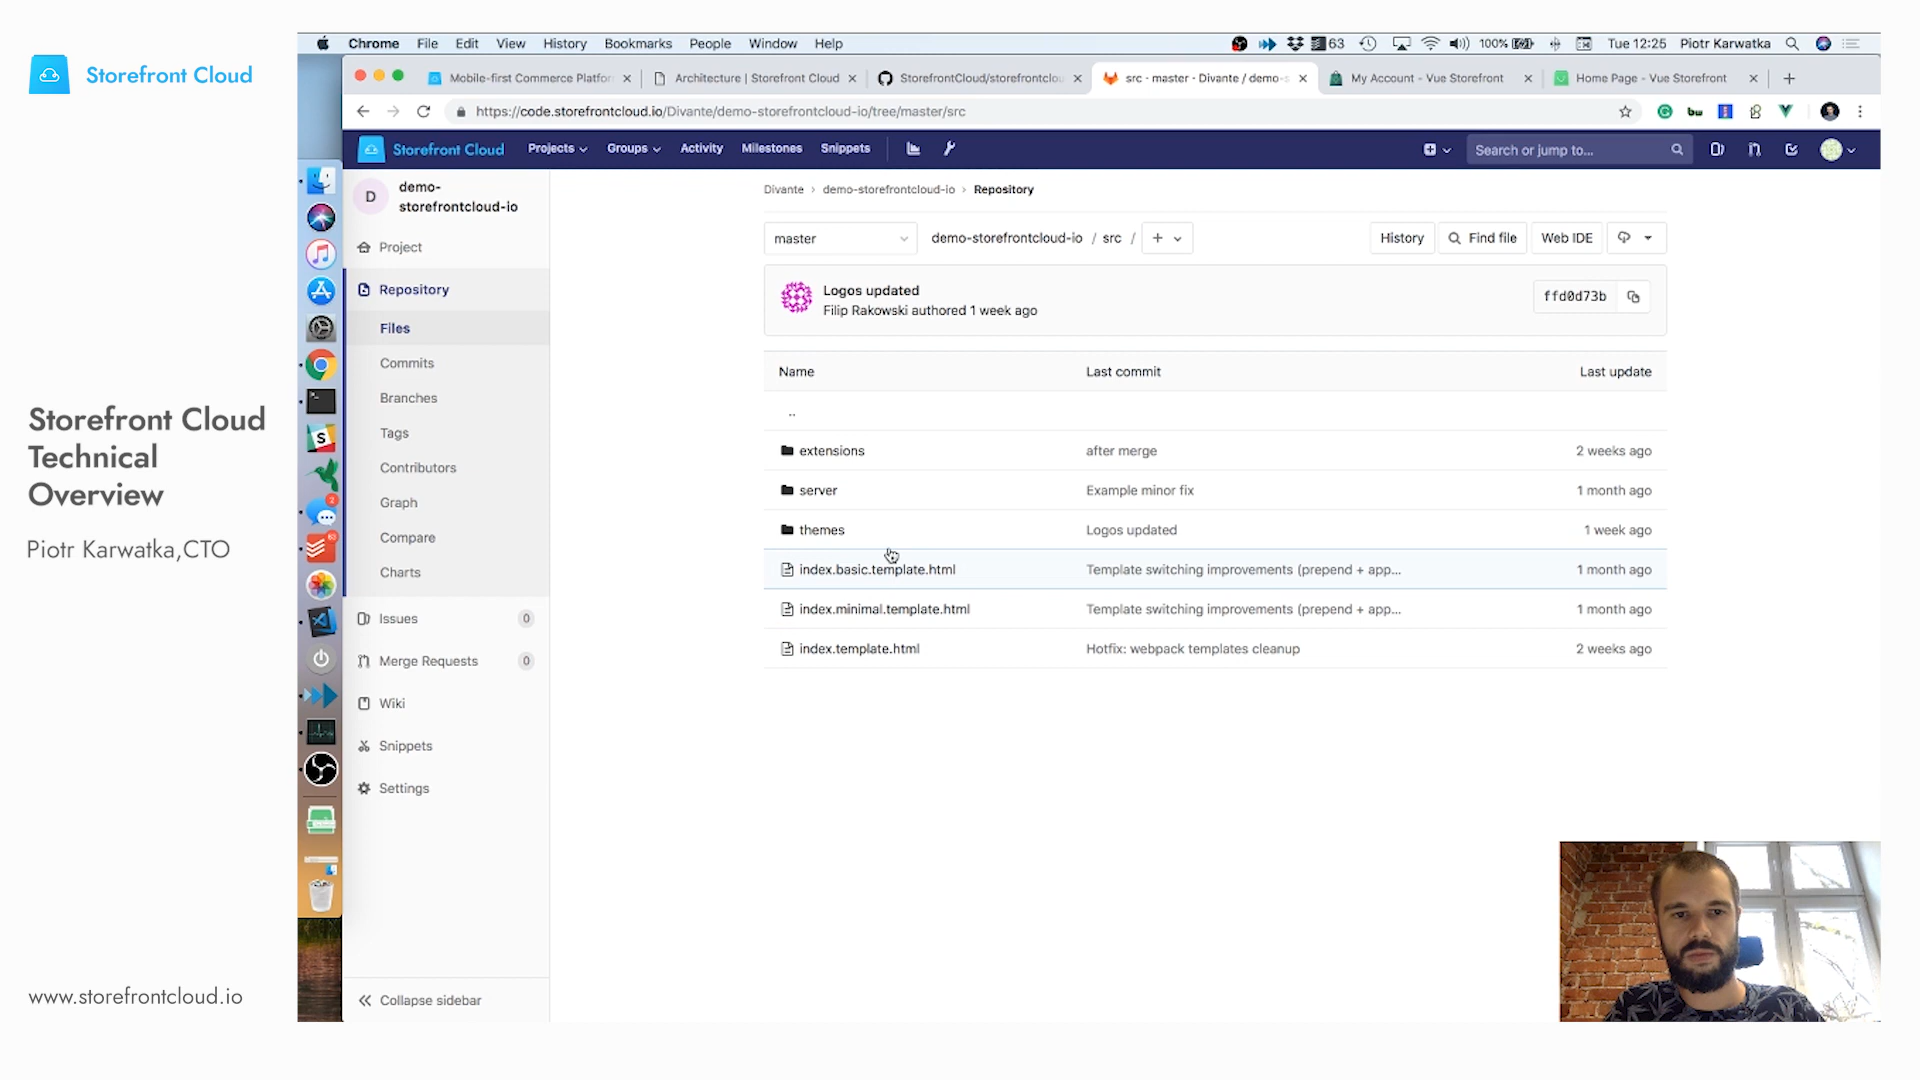 Storefront Cloud
Storefront Cloud
Technical
Overview
Piotr Karwatka,CTO
www.storefrontcloud.io
Chrome File Edit View History Bookmarks People Window Help
63 100% Tue 12:25 Piotr Karwatka
Mobile-first Commerce Platfor
Architecture | Storefront Cloud
StorefrontCloud/storefrontclou
src · master · Divante / demo-s
My Account - Vue Storefront
Home Page - Vue Storefront
https://code.storefrontcloud.io/Divante/demo-storefrontcloud-io/tree/master/src
Storefront Cloud Projects Groups Activity Milestones Snippets
Search or jump to...
D
demo-
storefrontcloud-io
Project
Repository
Files
Commits
Branches
Tags
Contributors
Graph
Compare
Charts
Issues 0
Merge Requests 0
Wiki
Snippets
Settings
Collapse sidebar
Divante > demo-storefrontcloud-io > Repository
master
demo-storefrontcloud-io / src / +
History
Find file
Web IDE
Logos updated
Filip Rakowski authored 1 week ago
ffd0d73b
Name Last commit Last update
..
extensions after merge 2 weeks ago
server Example minor fix 1 month ago
themes Logos updated 1 week ago
index.basic.template.html Template switching improvements (prepend + app... 1 month ago
index.minimal.template.html Template switching improvements (prepend + app... 1 month ago
index.template.html Hotfix: webpack templates cleanup 2 weeks ago